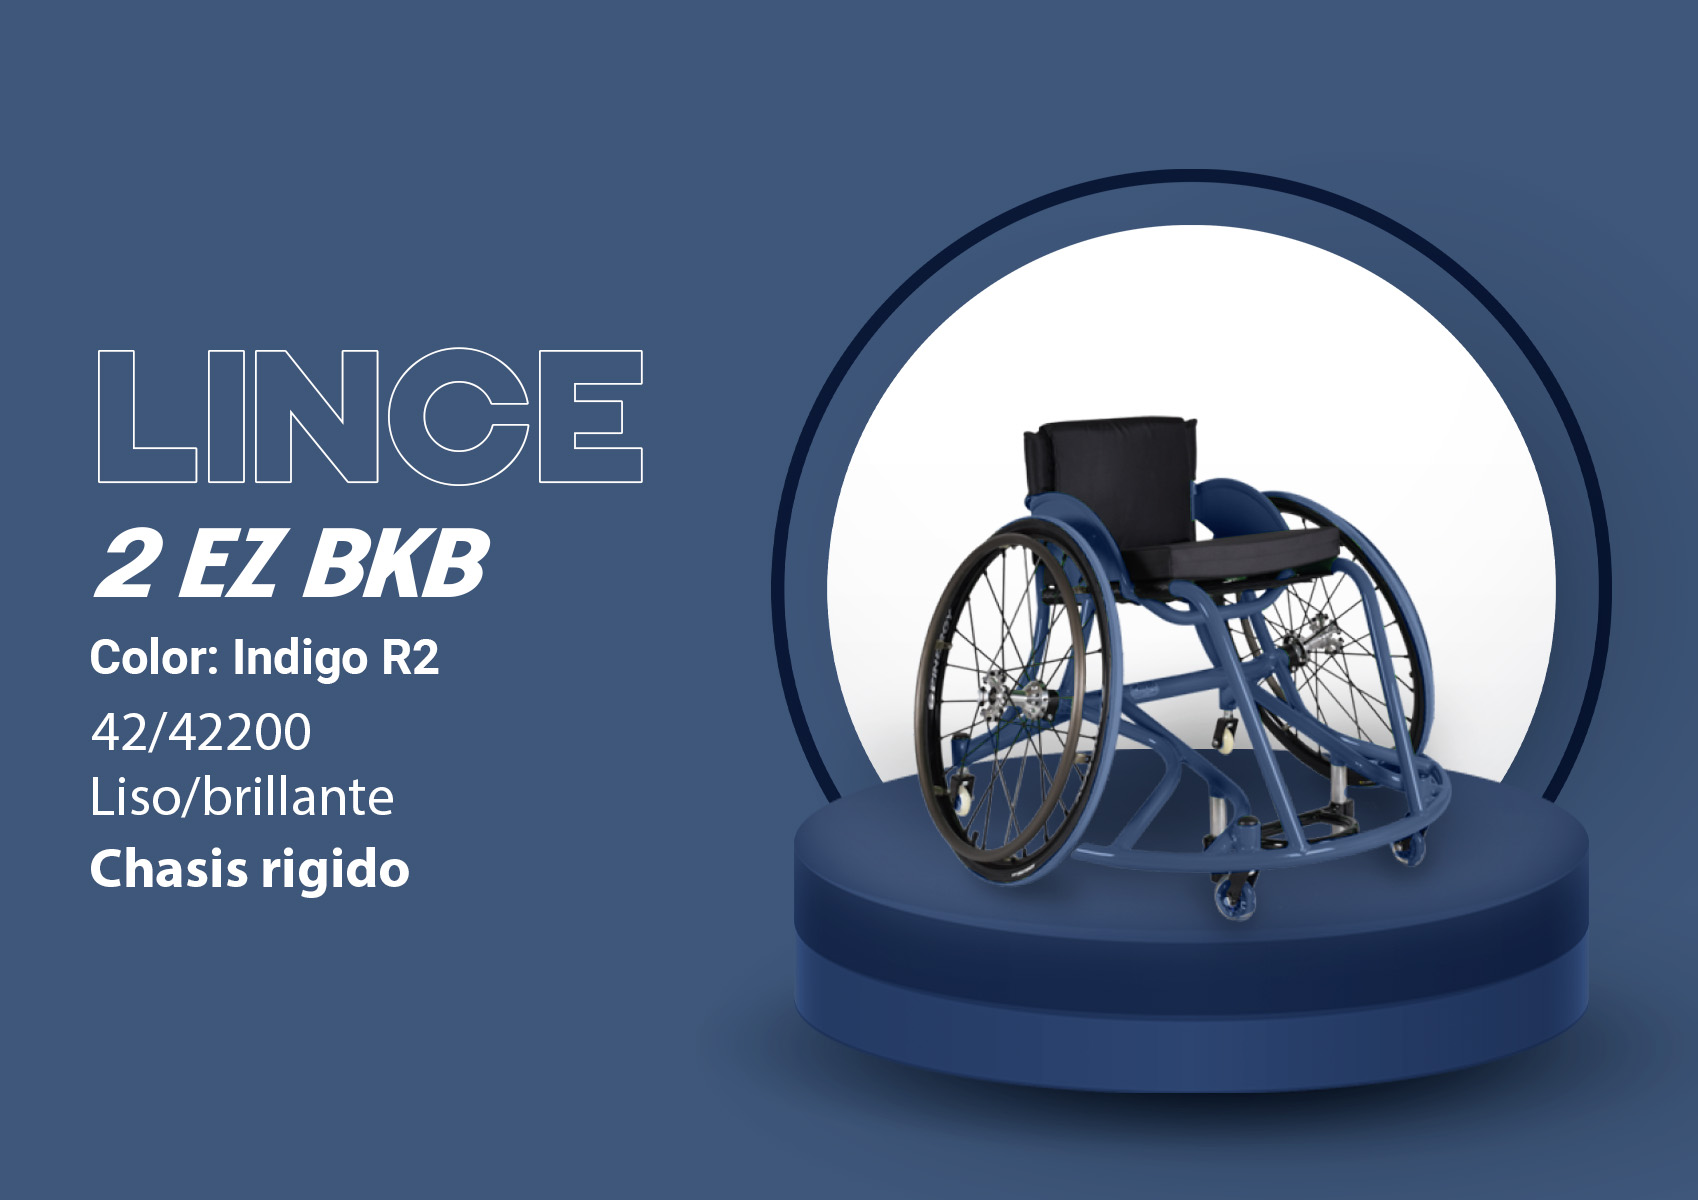 LINCE
2 EZ BKB
Color: Indigo R2
42/42200
Liso/brillante
Chasis rigido